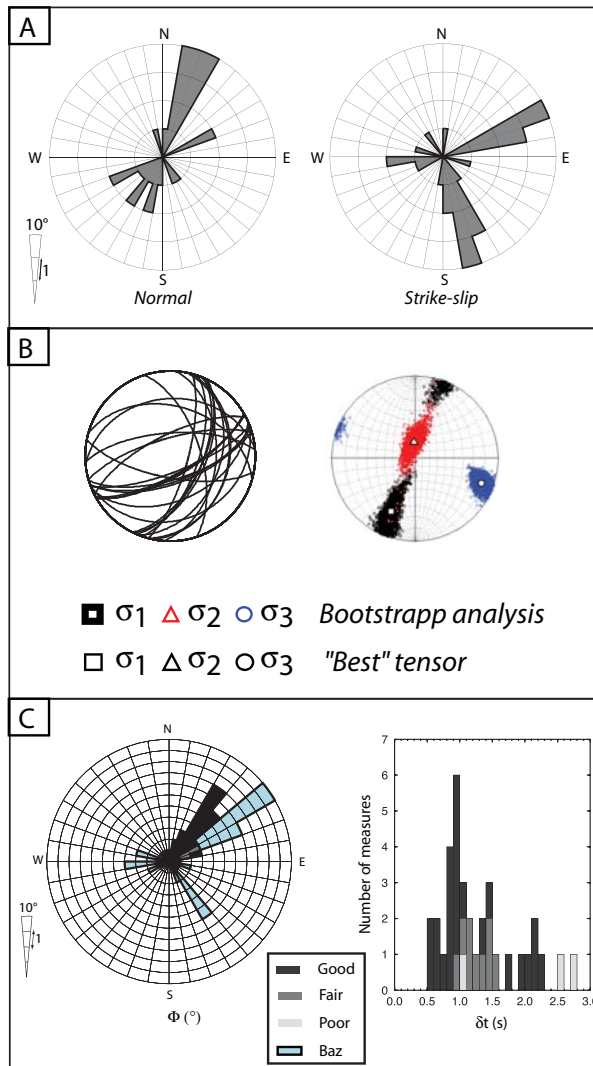 A
N
N
W
E
W
E
S
S
10°
1
Normal
Strike-slip
B
σ1 σ2 σ3 Bootstrapp analysis
σ1 σ2 σ3 "Best" tensor
C
N
W
E
S
10°
1
Φ (°)
Good
Fair
Poor
Baz
Number of measures
7
6
5
4
3
2
1
0
0.0 0.5 1.0 1.5 2.0 2.5 3.0
δt (s)